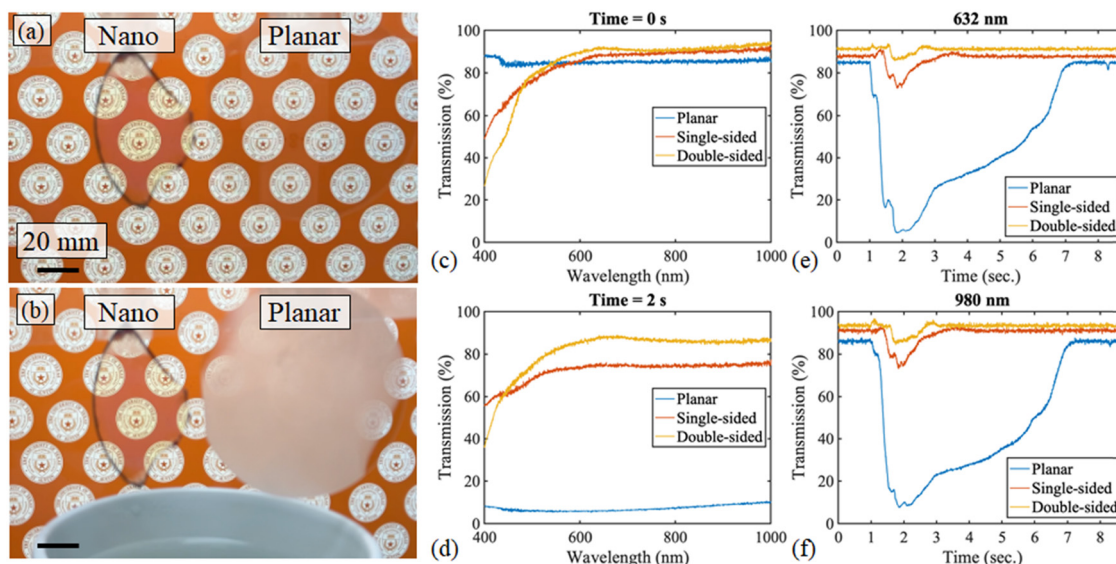 (a)
Nano
Planar
20 mm
(b)
Nano
Planar
Time = 0 s
Transmission (%)
100
80
60
40
20
0
Planar
Single-sided
Double-sided
400
600
800
1000
Wavelength (nm)
(c)
632 nm
Transmission (%)
100
80
60
40
20
0
Planar
Single-sided
Double-sided
0
1
2
3
4
5
6
7
8
Time (sec.)
(e)
Time = 2 s
Transmission (%)
100
80
60
40
20
0
Planar
Single-sided
Double-sided
400
600
800
1000
Wavelength (nm)
(d)
980 nm
Transmission (%)
100
80
60
40
20
0
Planar
Single-sided
Double-sided
0
1
2
3
4
5
6
7
8
Time (sec.)
(f)